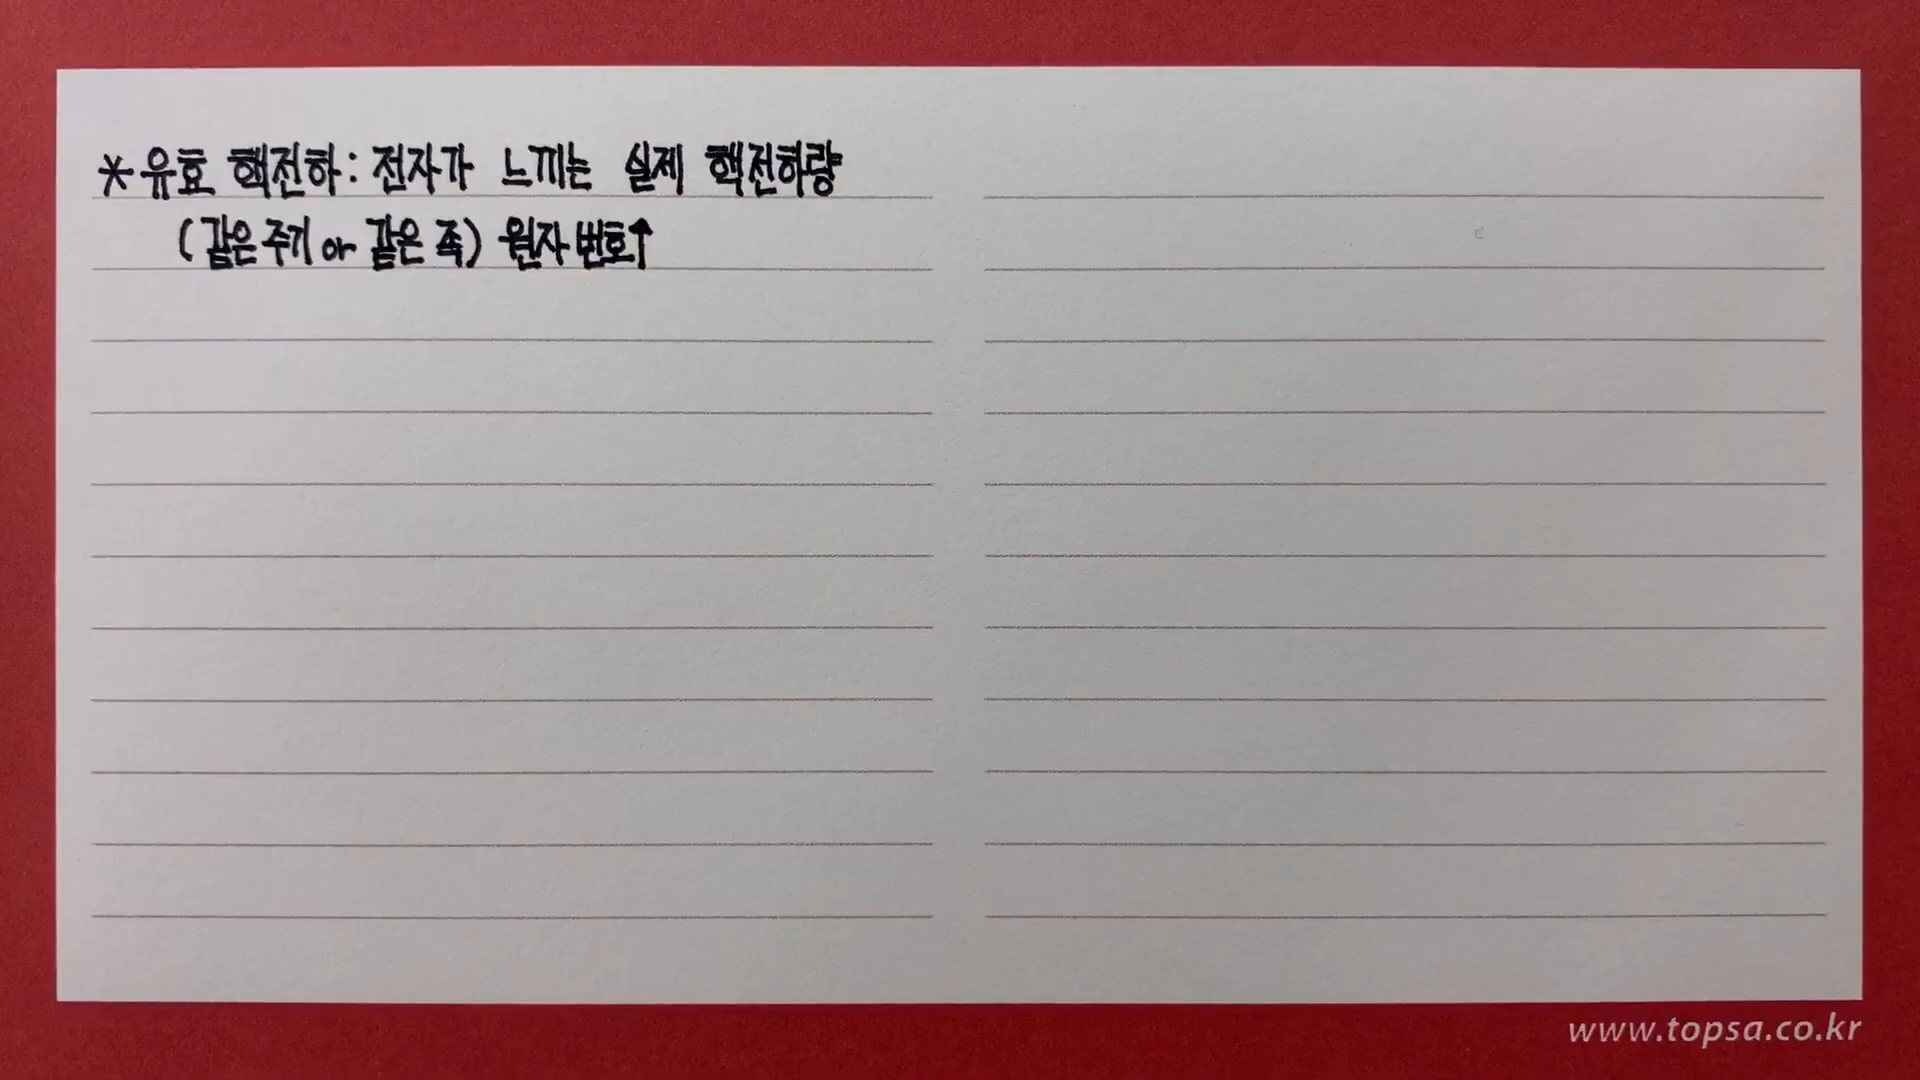 *유효 핵전하: 전자가 느끼는 실제 핵전하량
(같은 주기 or 같은 족) 원자 번호↑
www.topsa.co.kr